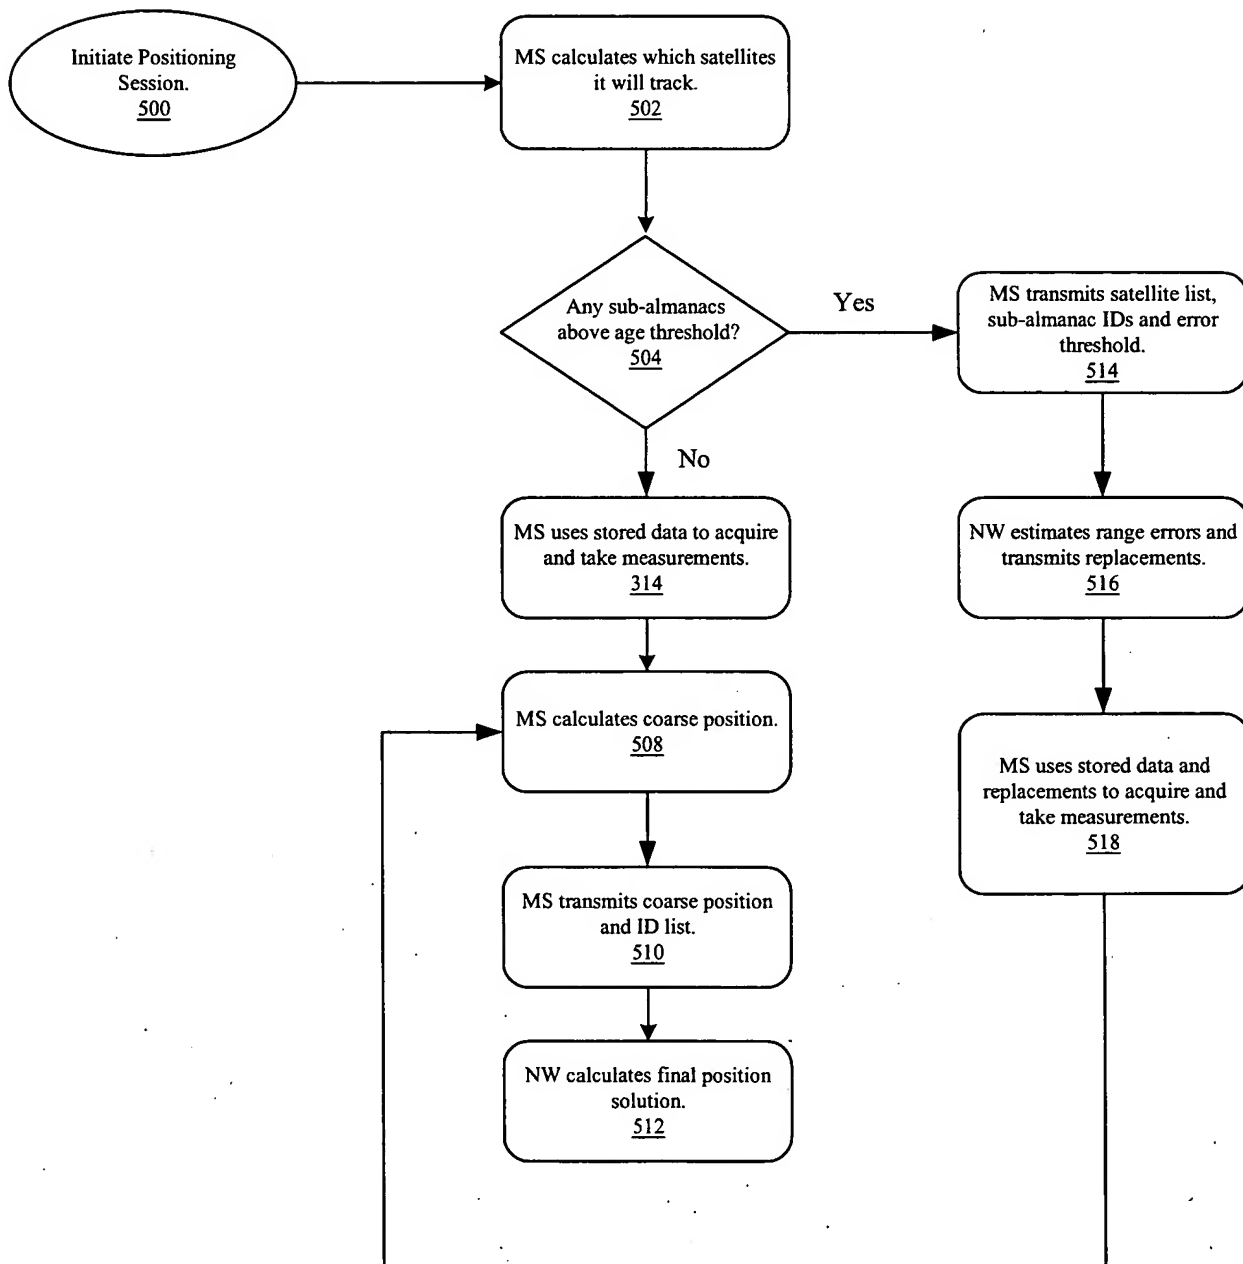 Initiate Positioning
Session.
500
MS calculates which satellites
it will track.
502
Any sub-almanacs
above age threshold?
504
Yes
No
MS transmits satellite list,
sub-almanac IDs and error
threshold.
514
MS uses stored data to acquire
and take measurements.
314
NW estimates range errors and
transmits replacements.
516
MS calculates coarse position.
508
MS uses stored data and
replacements to acquire and
take measurements.
518
MS transmits coarse position
and ID list.
510
NW calculates final position
solution.
512